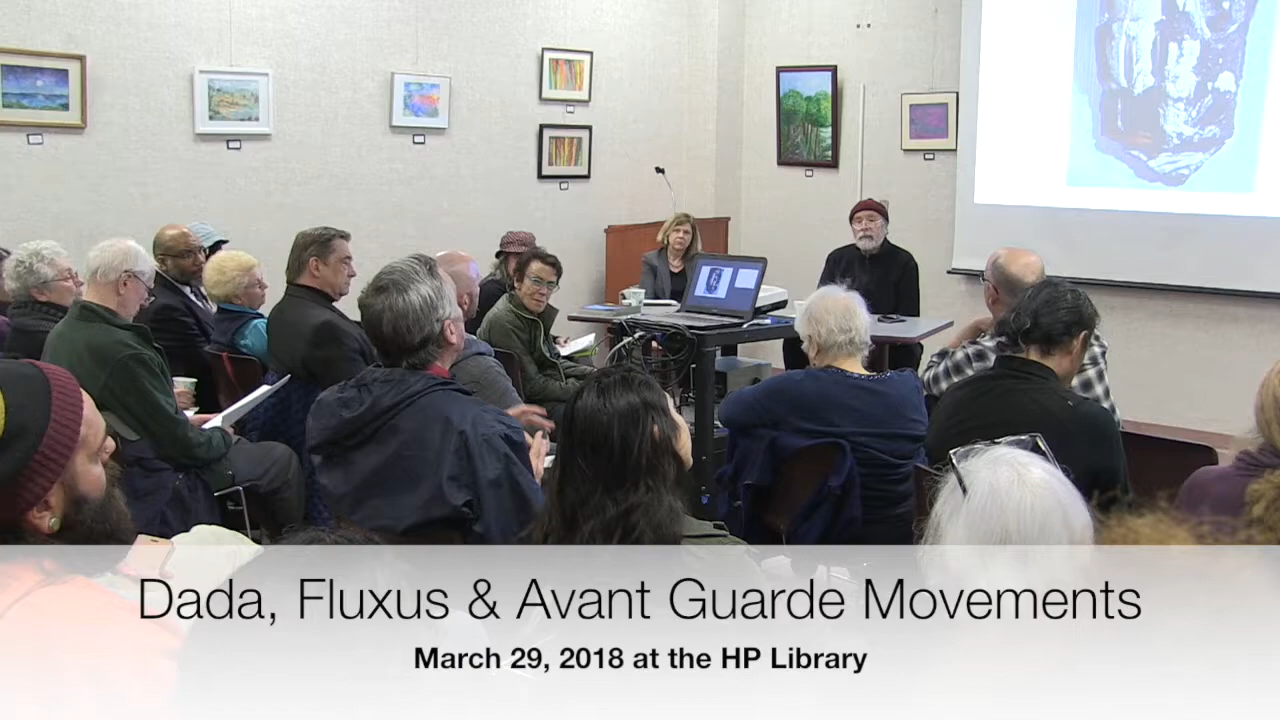 Dada, Fluxus & Avant Guarde Movements
March 29, 2018 at the HP Library